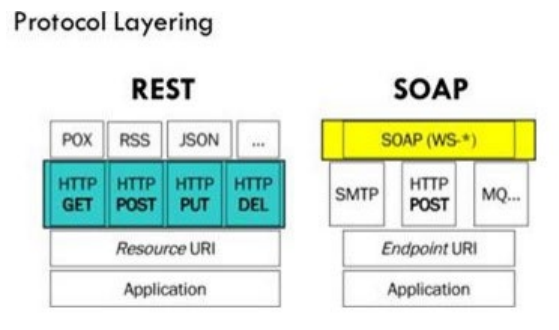 Protocol Layering
REST
POX RSS JSON ...
HTTP HTTP HTTP HTTP
GET POST PUT DEL
Resource URI
Application
SOAP
SOAP (WS-*)
SMTP HTTP POST MQ...
Endpoint URI
Application